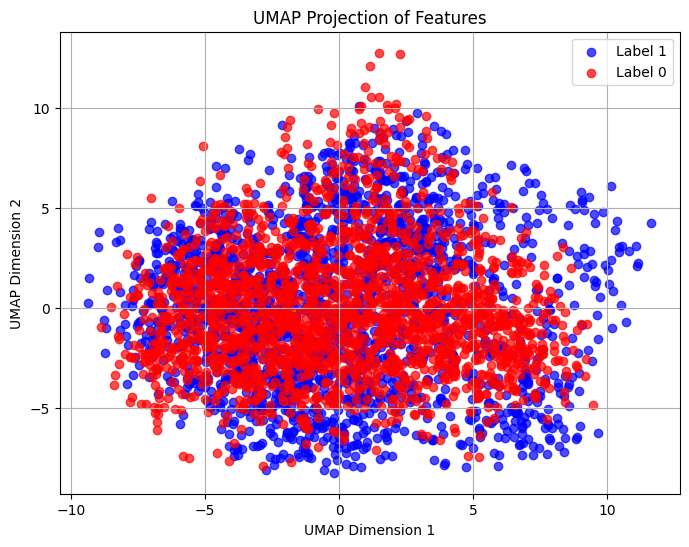 UMAP Projection of Features
Label 1
Label 0
UMAP Dimension 2
10
5
0
−5
−10
−5
0
5
10
UMAP Dimension 1